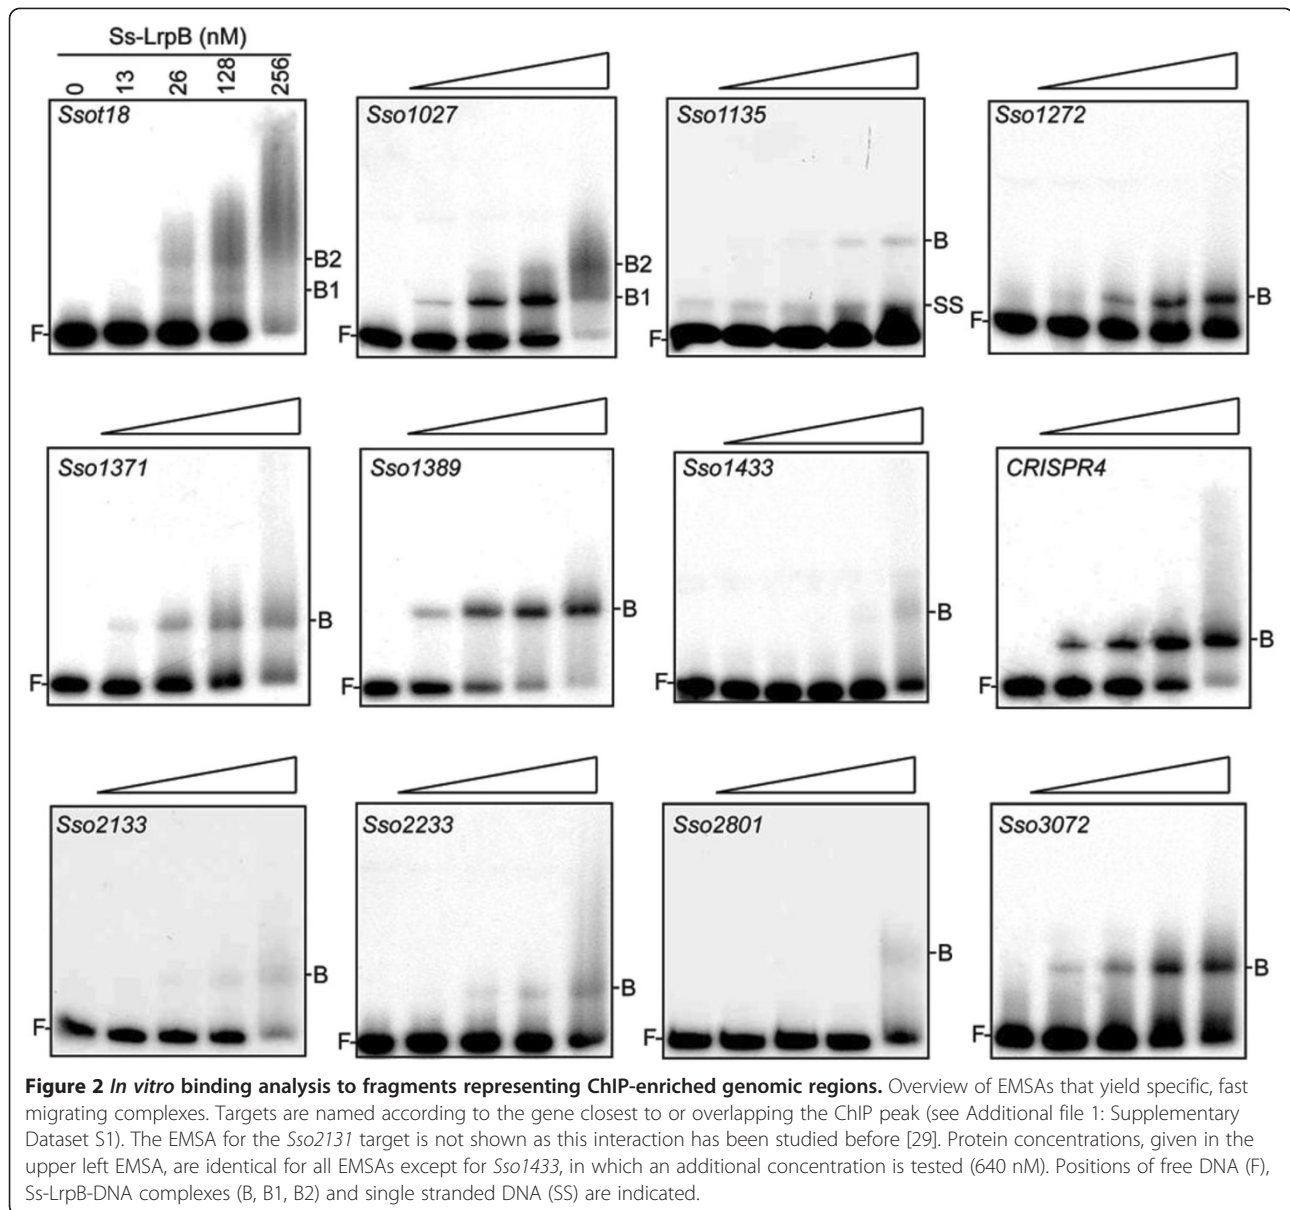 Ss-LrpB (nM)
0 13 26 128 256
Ssot18
F-
-B2
-B1
Sso1027
F-
-B2
-B1
Sso1135
F-
-B
-SS
Sso1272
F-
-B
Sso1371
F-
-B
Sso1389
F-
-B
Sso1433
F-
-B
CRISPR4
F-
-B
Sso2133
F-
-B
Sso2233
F-
-B
Sso2801
F-
-B
Sso3072
F-
-B
Figure 2 In vitro binding analysis to fragments representing ChIP-enriched genomic regions. Overview of EMSAs that yield specific, fast
migrating complexes. Targets are named according to the gene closest to or overlapping the ChIP peak (see Additional file 1: Supplementary
Dataset S1). The EMSA for the Sso2131 target is not shown as this interaction has been studied before [29]. Protein concentrations, given in the
upper left EMSA, are identical for all EMSAs except for Sso1433, in which an additional concentration is tested (640 nM). Positions of free DNA (F),
Ss-LrpB-DNA complexes (B, B1, B2) and single stranded DNA (SS) are indicated.